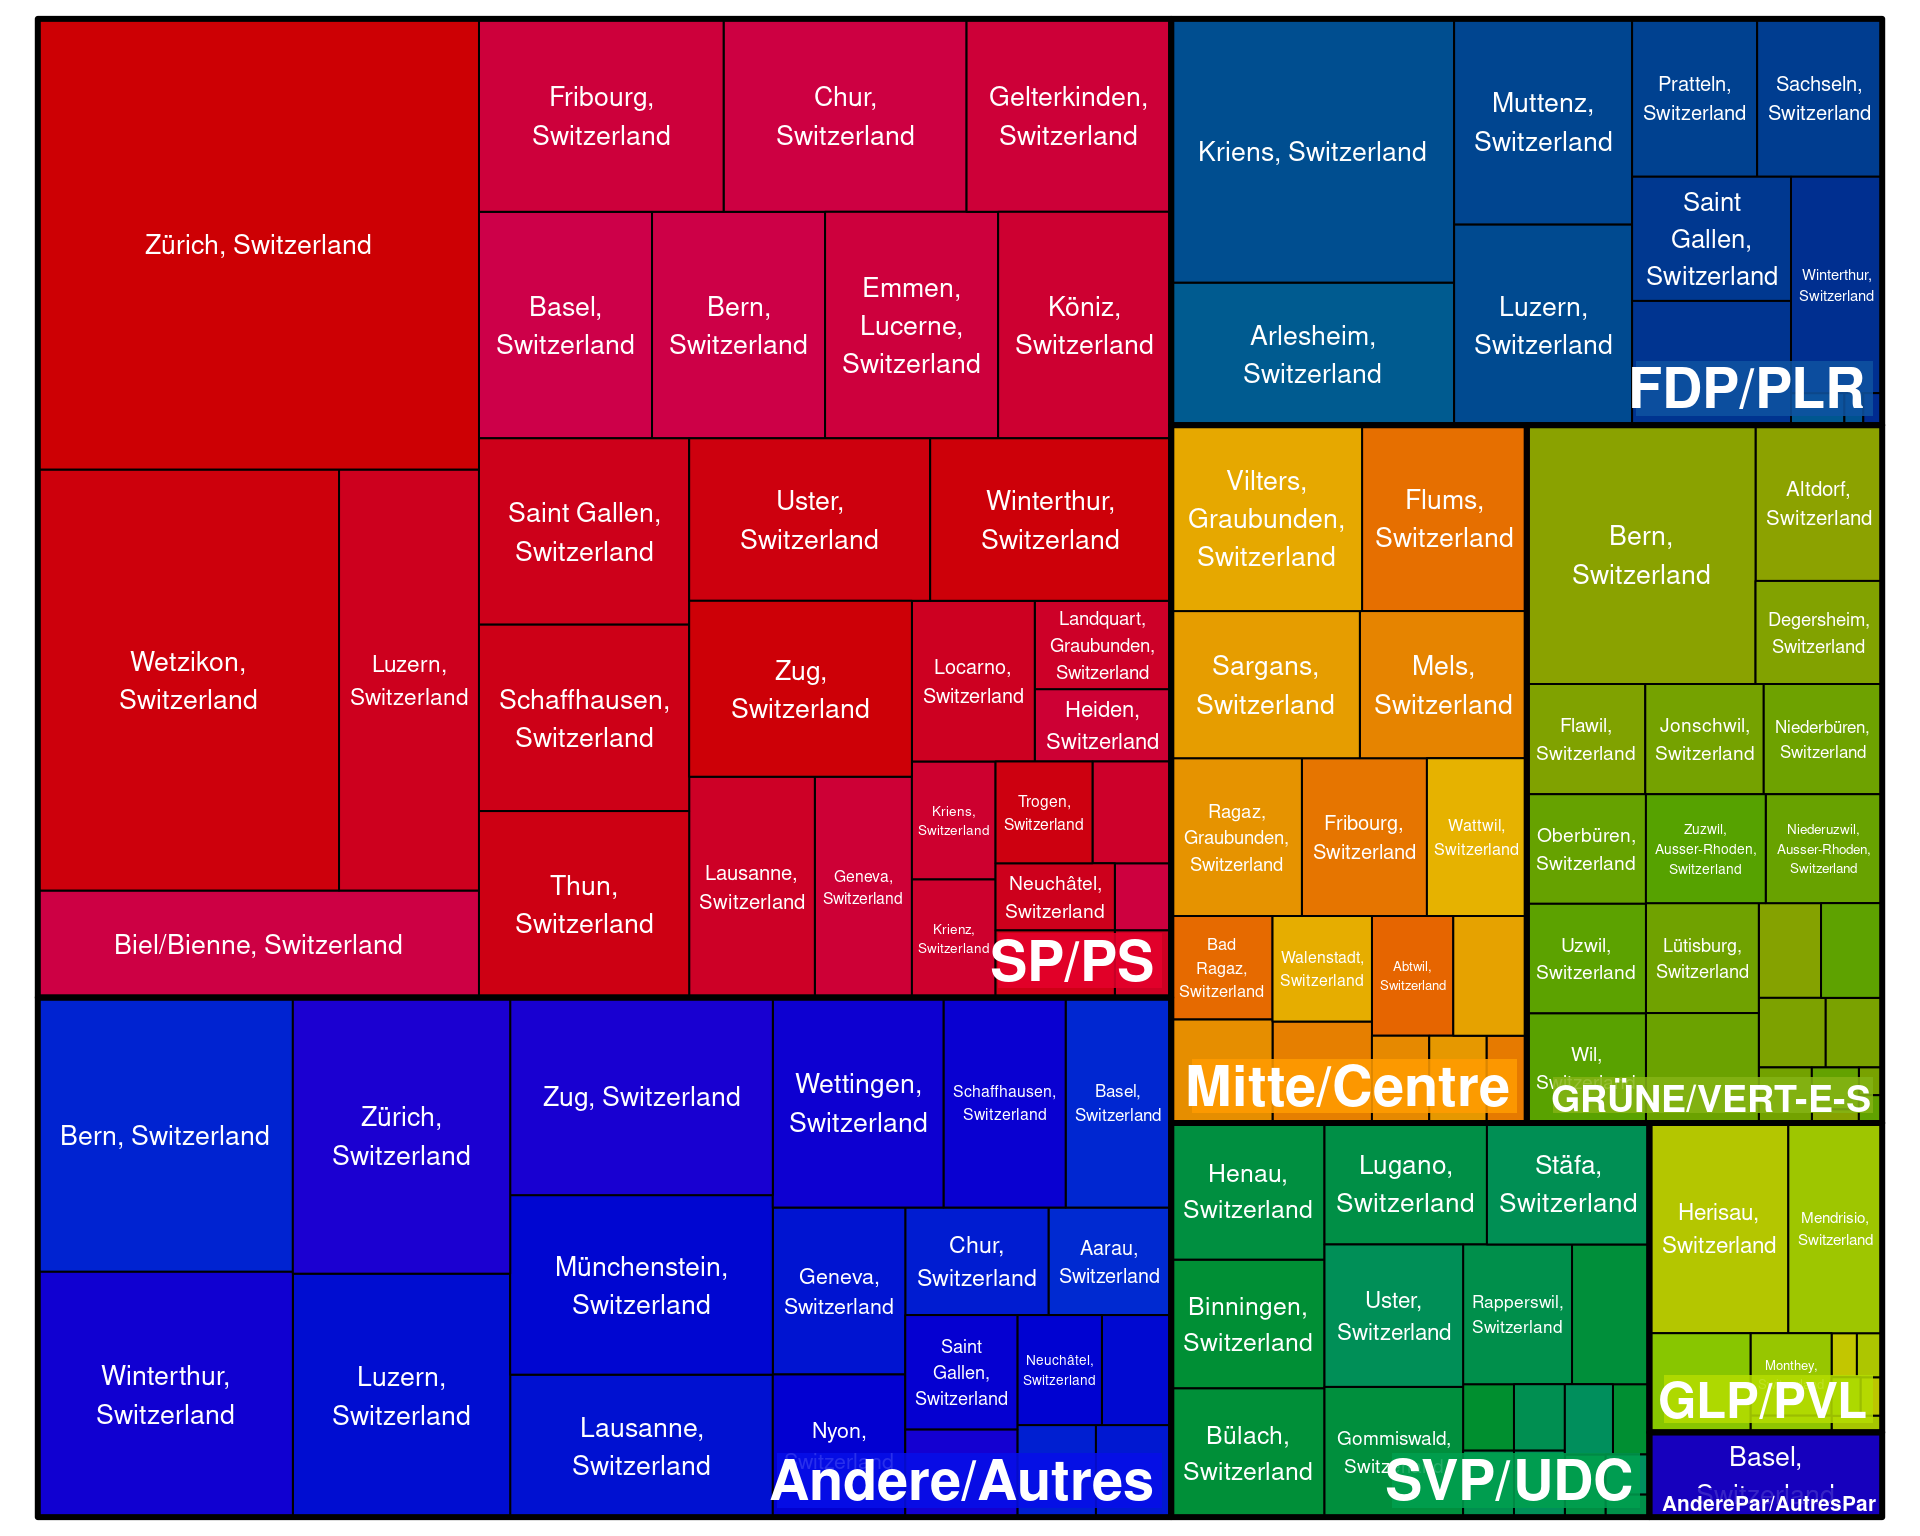 Zürich, Switzerland
Wetzikon,
Switzerland
Luzern,
Switzerland
Biel/Bienne, Switzerland
Fribourg,
Switzerland
Chur,
Switzerland
Gelterkinden,
Switzerland
Basel,
Switzerland
Bern,
Switzerland
Emmen,
Lucerne,
Switzerland
Köniz,
Switzerland
Saint Gallen,
Switzerland
Schaffhausen,
Switzerland
Thun,
Switzerland
Uster,
Switzerland
Winterthur,
Switzerland
Zug,
Switzerland
Locarno,
Switzerland
Landquart,
Graubunden,
Switzerland
Heiden,
Switzerland
Lausanne,
Switzerland
Geneva,
Switzerland
Kriens,
Switzerland
Krienz,
Switzerland
Trogen,
Switzerland
Neuchâtel,
Switzerland
SP/PS
Kriens, Switzerland
Arlesheim,
Switzerland
Muttenz,
Switzerland
Luzern,
Switzerland
Pratteln,
Switzerland
Sachseln,
Switzerland
Saint
Gallen,
Switzerland
Winterthur,
Switzerland
FDP/PLR
Vilters,
Graubunden,
Switzerland
Flums,
Switzerland
Sargans,
Switzerland
Mels,
Switzerland
Ragaz,
Graubunden,
Switzerland
Fribourg,
Switzerland
Wattwil,
Switzerland
Bad
Ragaz,
Switzerland
Walenstadt,
Switzerland
Abtwil,
Switzerland
Mitte/Centre
Bern,
Switzerland
Altdorf,
Switzerland
Degersheim,
Switzerland
Flawil,
Switzerland
Jonschwil,
Switzerland
Niederbüren,
Switzerland
Oberbüren,
Switzerland
Zuzwil,
Ausser-Rhoden,
Switzerland
Niederuzwil,
Ausser-Rhoden,
Switzerland
Uzwil,
Switzerland
Lütisburg,
Switzerland
Wil,
Switzerland
GRÜNE/VERT-E-S
Bern, Switzerland
Winterthur,
Switzerland
Zürich,
Switzerland
Luzern,
Switzerland
Zug, Switzerland
Münchenstein,
Switzerland
Lausanne,
Switzerland
Wettingen,
Switzerland
Schaffhausen,
Switzerland
Basel,
Switzerland
Geneva,
Switzerland
Nyon,
Switzerland
Chur,
Switzerland
Aarau,
Switzerland
Saint
Gallen,
Switzerland
Neuchâtel,
Switzerland
Andere/Autres
Henau,
Switzerland
Binningen,
Switzerland
Bülach,
Switzerland
Lugano,
Switzerland
Stäfa,
Switzerland
Uster,
Switzerland
Rapperswil,
Switzerland
Gommiswald,
Switzerland
SVP/UDC
Herisau,
Switzerland
Mendrisio,
Switzerland
Monthey,
GLP/PVL
Basel,
Switzerland
AnderePar/AutresPar